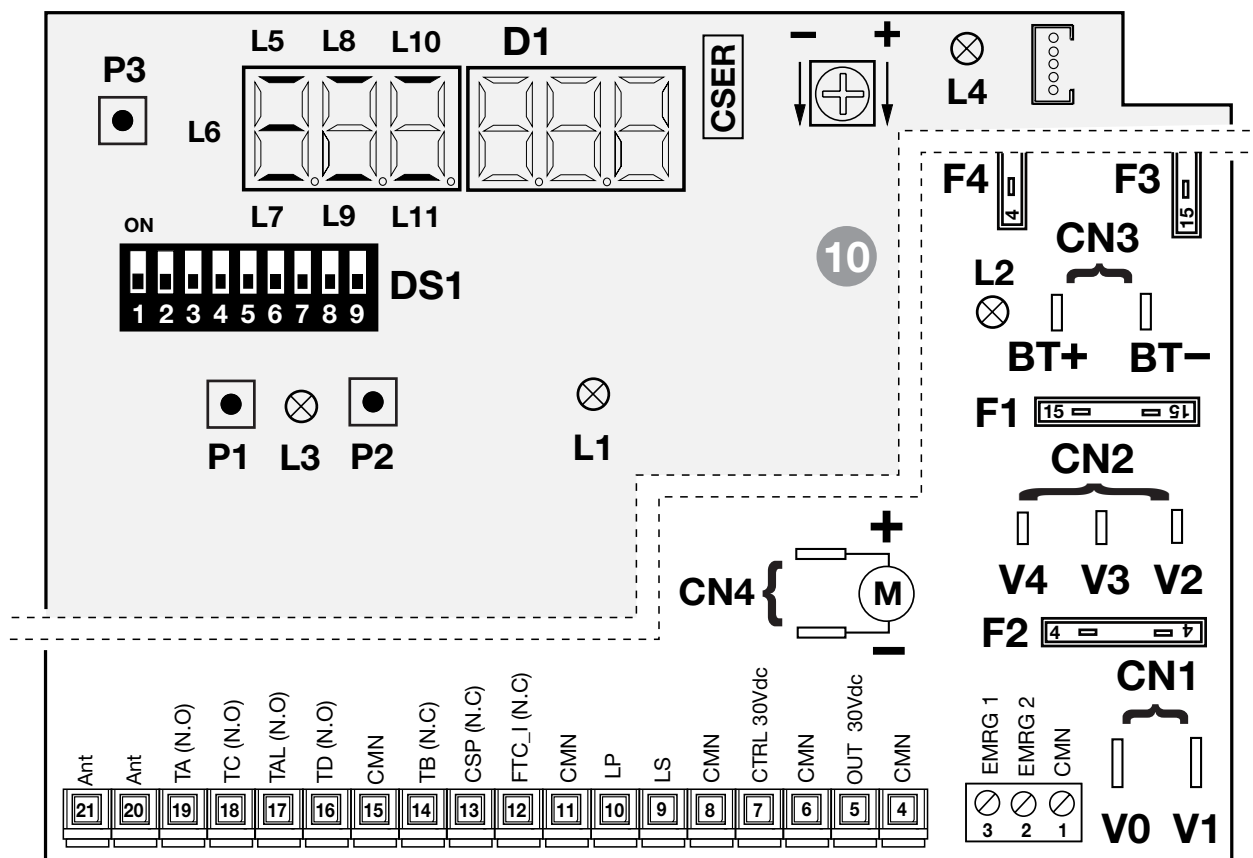 L5 L8 L10 D1 - +
P3
CSER
L4
L6
F4 F3
4 15
L7 L9 L11
ON
CN3
10
DS1
L2
1 2 3 4 5 6 7 8 9
BT+ BT-
F1 15 15
P1 L3 P2 L1
CN2
+
V4 V3 V2
CN4 M
F2 4 4
-
CN1
Ant
Ant
TA (N.O)
TC (N.O)
TAL (N.O)
TD (N.O)
CMN
TB (N.C)
CSP (N.C)
FTC_I (N.C)
CMN
LP
LS
CMN
CTRL 30Vdc
CMN
OUT 30Vdc
CMN
EMRG 1
EMRG 2
CMN
21 20 19 18 17 16 15 14 13 12 11 10 9 8 7 6 5 4
3 2 1
V0 V1